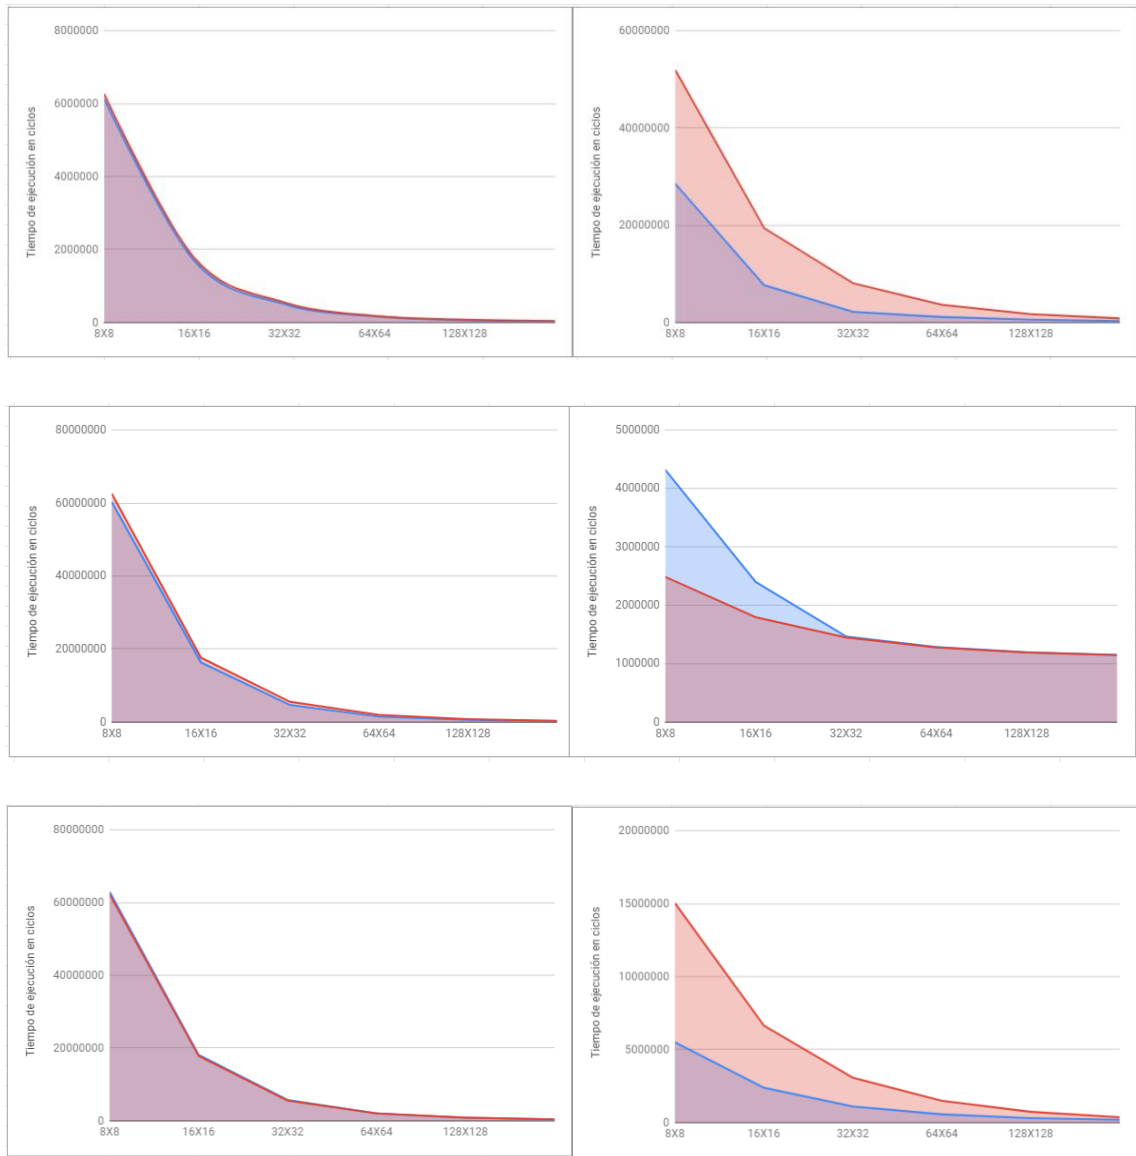 8000000
6000000
4000000
2000000
0
Tiempo de ejecución en ciclos
8X8 16X16 32X32 64X64 128X128
60000000
40000000
20000000
0
Tiempo de ejecución en ciclos
8X8 16X16 32X32 64X64 128X128
80000000
60000000
40000000
20000000
0
Tiempo de ejecución en ciclos
8X8 16X16 32X32 64X64 128X128
5000000
4000000
3000000
2000000
1000000
0
Tiempo de ejecución en ciclos
8X8 16X16 32X32 64X64 128X128
80000000
60000000
40000000
20000000
0
Tiempo de ejecución en ciclos
8X8 16X16 32X32 64X64 128X128
20000000
15000000
10000000
5000000
0
Tiempo de ejecución en ciclos
8X8 16X16 32X32 64X64 128X128